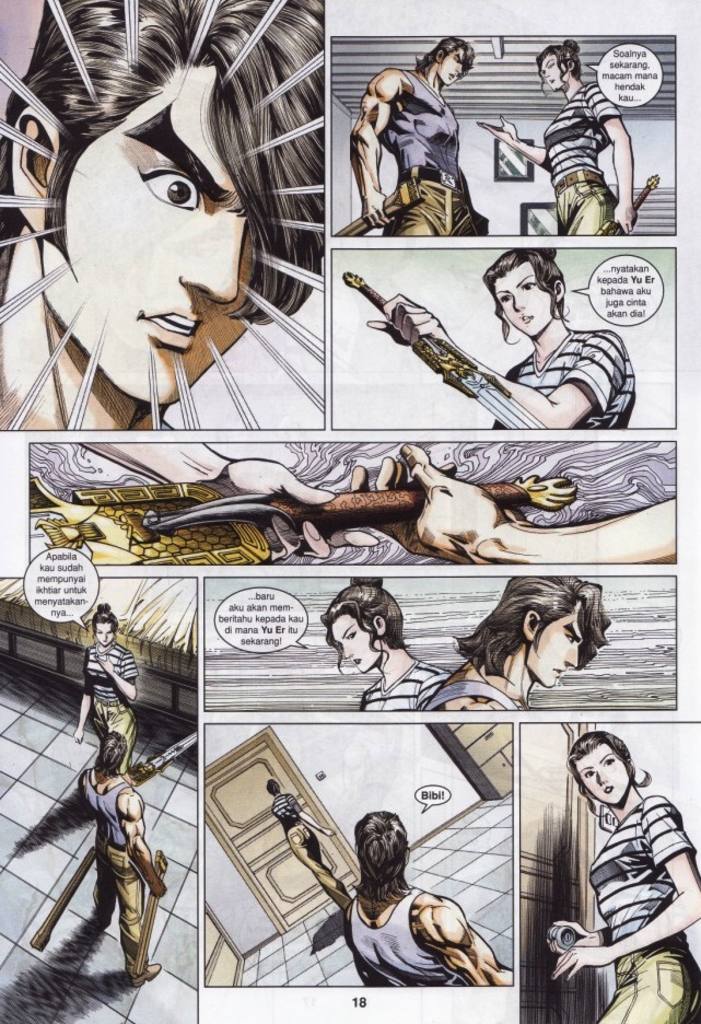 Soalnya
sekarang,
macam mana
hendak
kau...
...nyatakan
kepada Yu Er
bahawa aku
juga cinta
akan dia!
Apabila
kau sudah
mempunyai
ikhtiar untuk
menyatakan-
nya...
...baru
aku akan mem-
beritahu kepada kau
di mana Yu Er itu
sekarang!
Bibi!
18